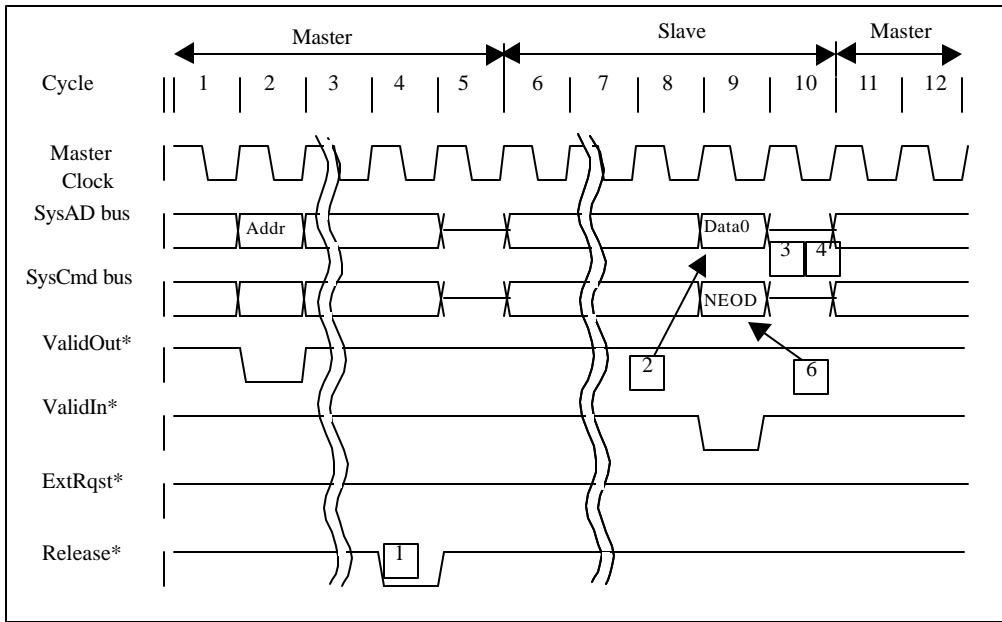 Master Slave Master
Cycle 1 2 3 4 5 6 7 8 9 10 11 12
Master
Clock
SysAD bus Addr Data0
3 4
SysCmd bus NEOD
ValidOut* 2 6
ValidIn*
ExtRqst*
Release* 1